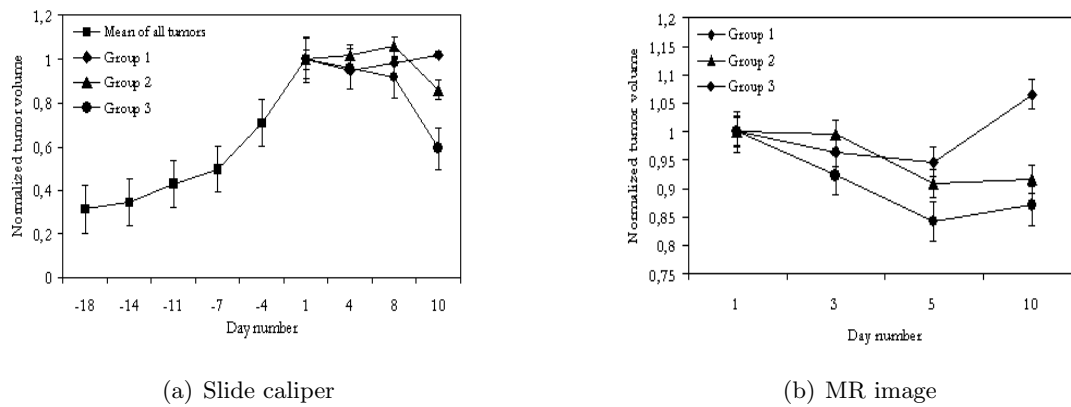 1,2
1
0,8
0,6
0,4
0,2
0
Normalized tumor volume
Mean of all tumors
Group 1
Group 2
Group 3
-18 -14 -11 -7 -4 1 4 8 10
Day number
(a) Slide caliper
1,2
1,15
1,1
1,05
1
0,95
0,9
0,85
0,8
0,75
Normalized tumor volume
Group 1
Group 2
Group 3
1 3 5 10
Day number
(b) MR image